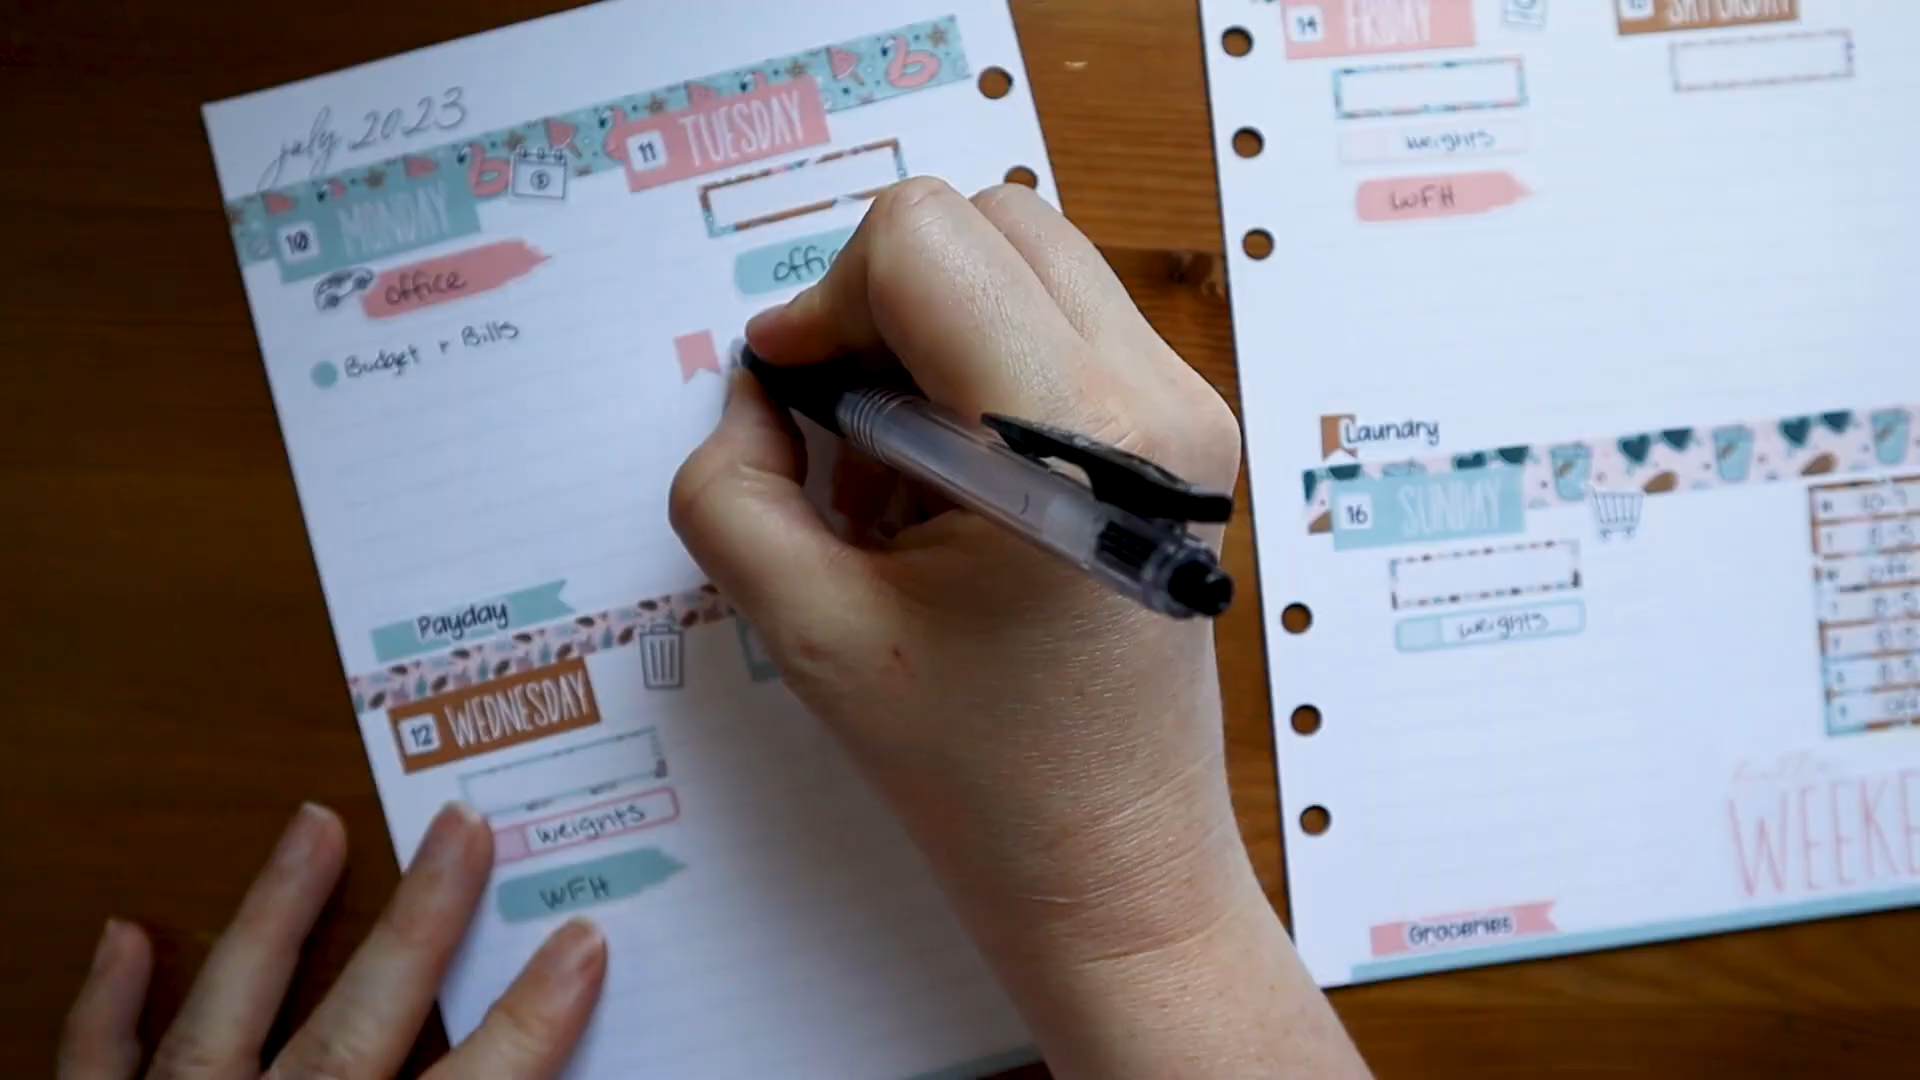 july 2023
10 MONDAY
office
Budget + Bills
Payday
11 TUESDAY
12 WEDNESDAY
weights
WFH
14 FRIDAY
weights
WFH
Laundry
SATURDAY
16 SUNDAY
weights
Groceries